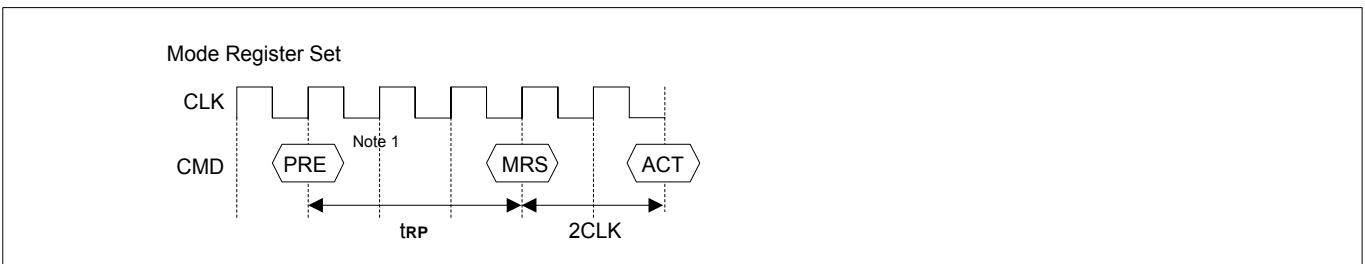 Mode Register Set
CLK
Note 1
CMD PRE MRS ACT
tRP 2CLK